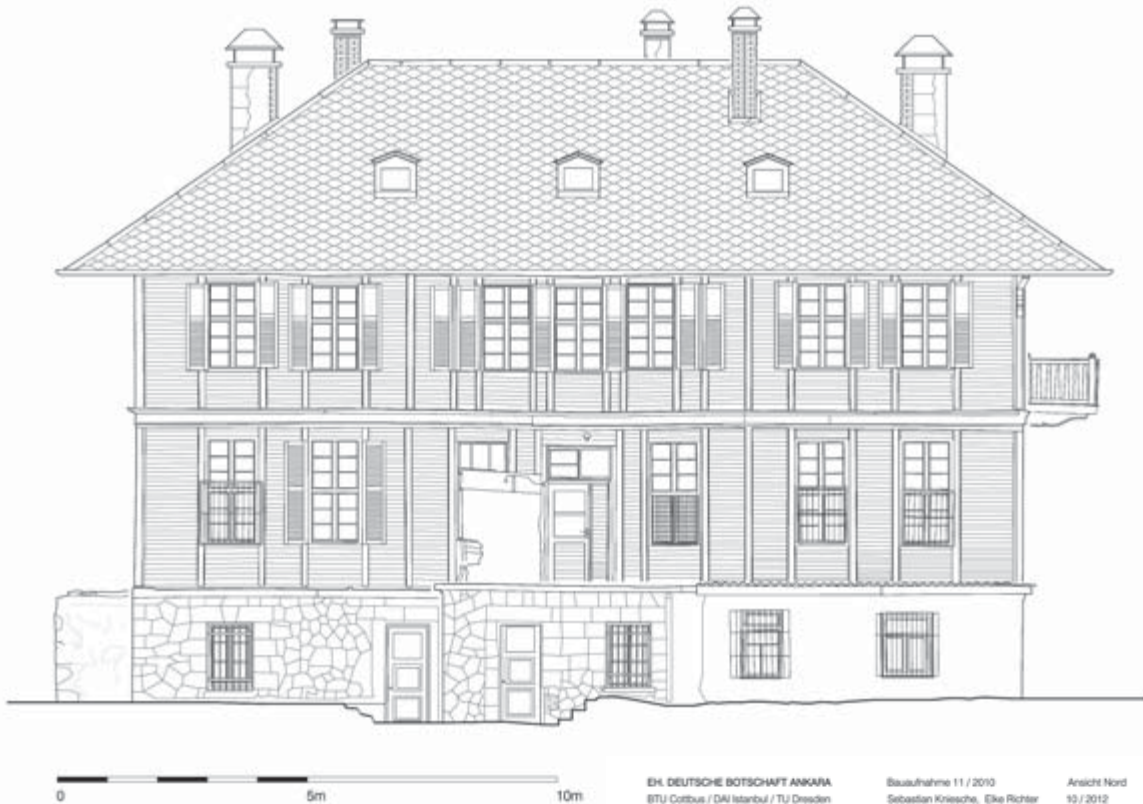 0 5m 10m
EH. DEUTSCHE BOTSCHAFT ANKARA Bauaufnahme 11 / 2010 Ansicht Nord
BTU Cottbus / DAI Istanbul / TU Dresden Sebastian Kniesche, Elke Richter 10 / 2012